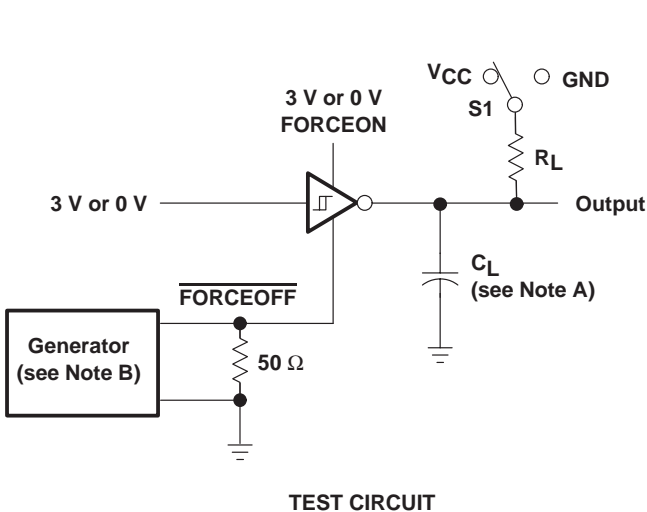 VCC
GND
S1
3 V or 0 V
FORCEON
RL
3 V or 0 V
Output
CL
(see Note A)
FORCEOFF
Generator
(see Note B)
50 Ω
TEST CIRCUIT